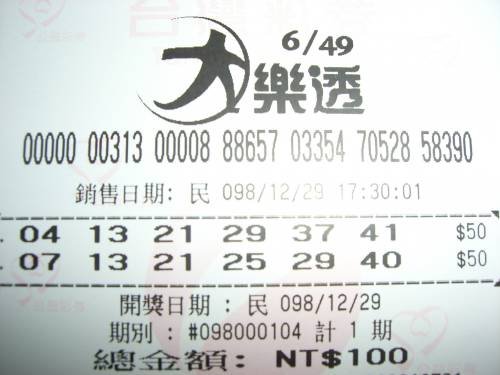 6/49
大樂透
00000 00313 00008 88657 03354 70528 58390
銷售日期: 民 098/12/29 17:30:01
04 13 21 29 37 41 $50
07 13 21 25 29 40 $50
開獎日期 : 民 098/12/29
期別 : #098000104 計 1 期
總金額: NT$100